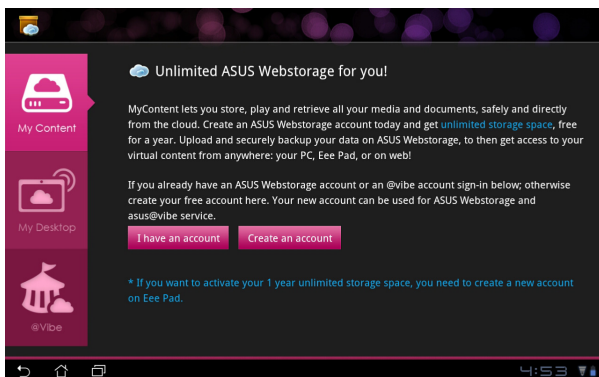 Unlimited ASUS Webstorage for you!
My Content
MyContent lets you store, play and retrieve all your media and documents, safely and directly
from the cloud. Create an ASUS Webstorage account today and get unlimited storage space, free
for a year. Upload and securely backup your data on ASUS Webstorage, to then get access to your
virtual content from anywhere: your PC, Eee Pad, or on web!
My Desktop
If you already have an ASUS Webstorage account or an @vibe account sign-in below; otherwise
create your free account here. Your new account can be used for ASUS Webstorage and
asus@vibe service.
I have an account Create an account
@Vibe
* If you want to activate your 1 year unlimited storage space, you need to create a new account
on Eee Pad.
4:53